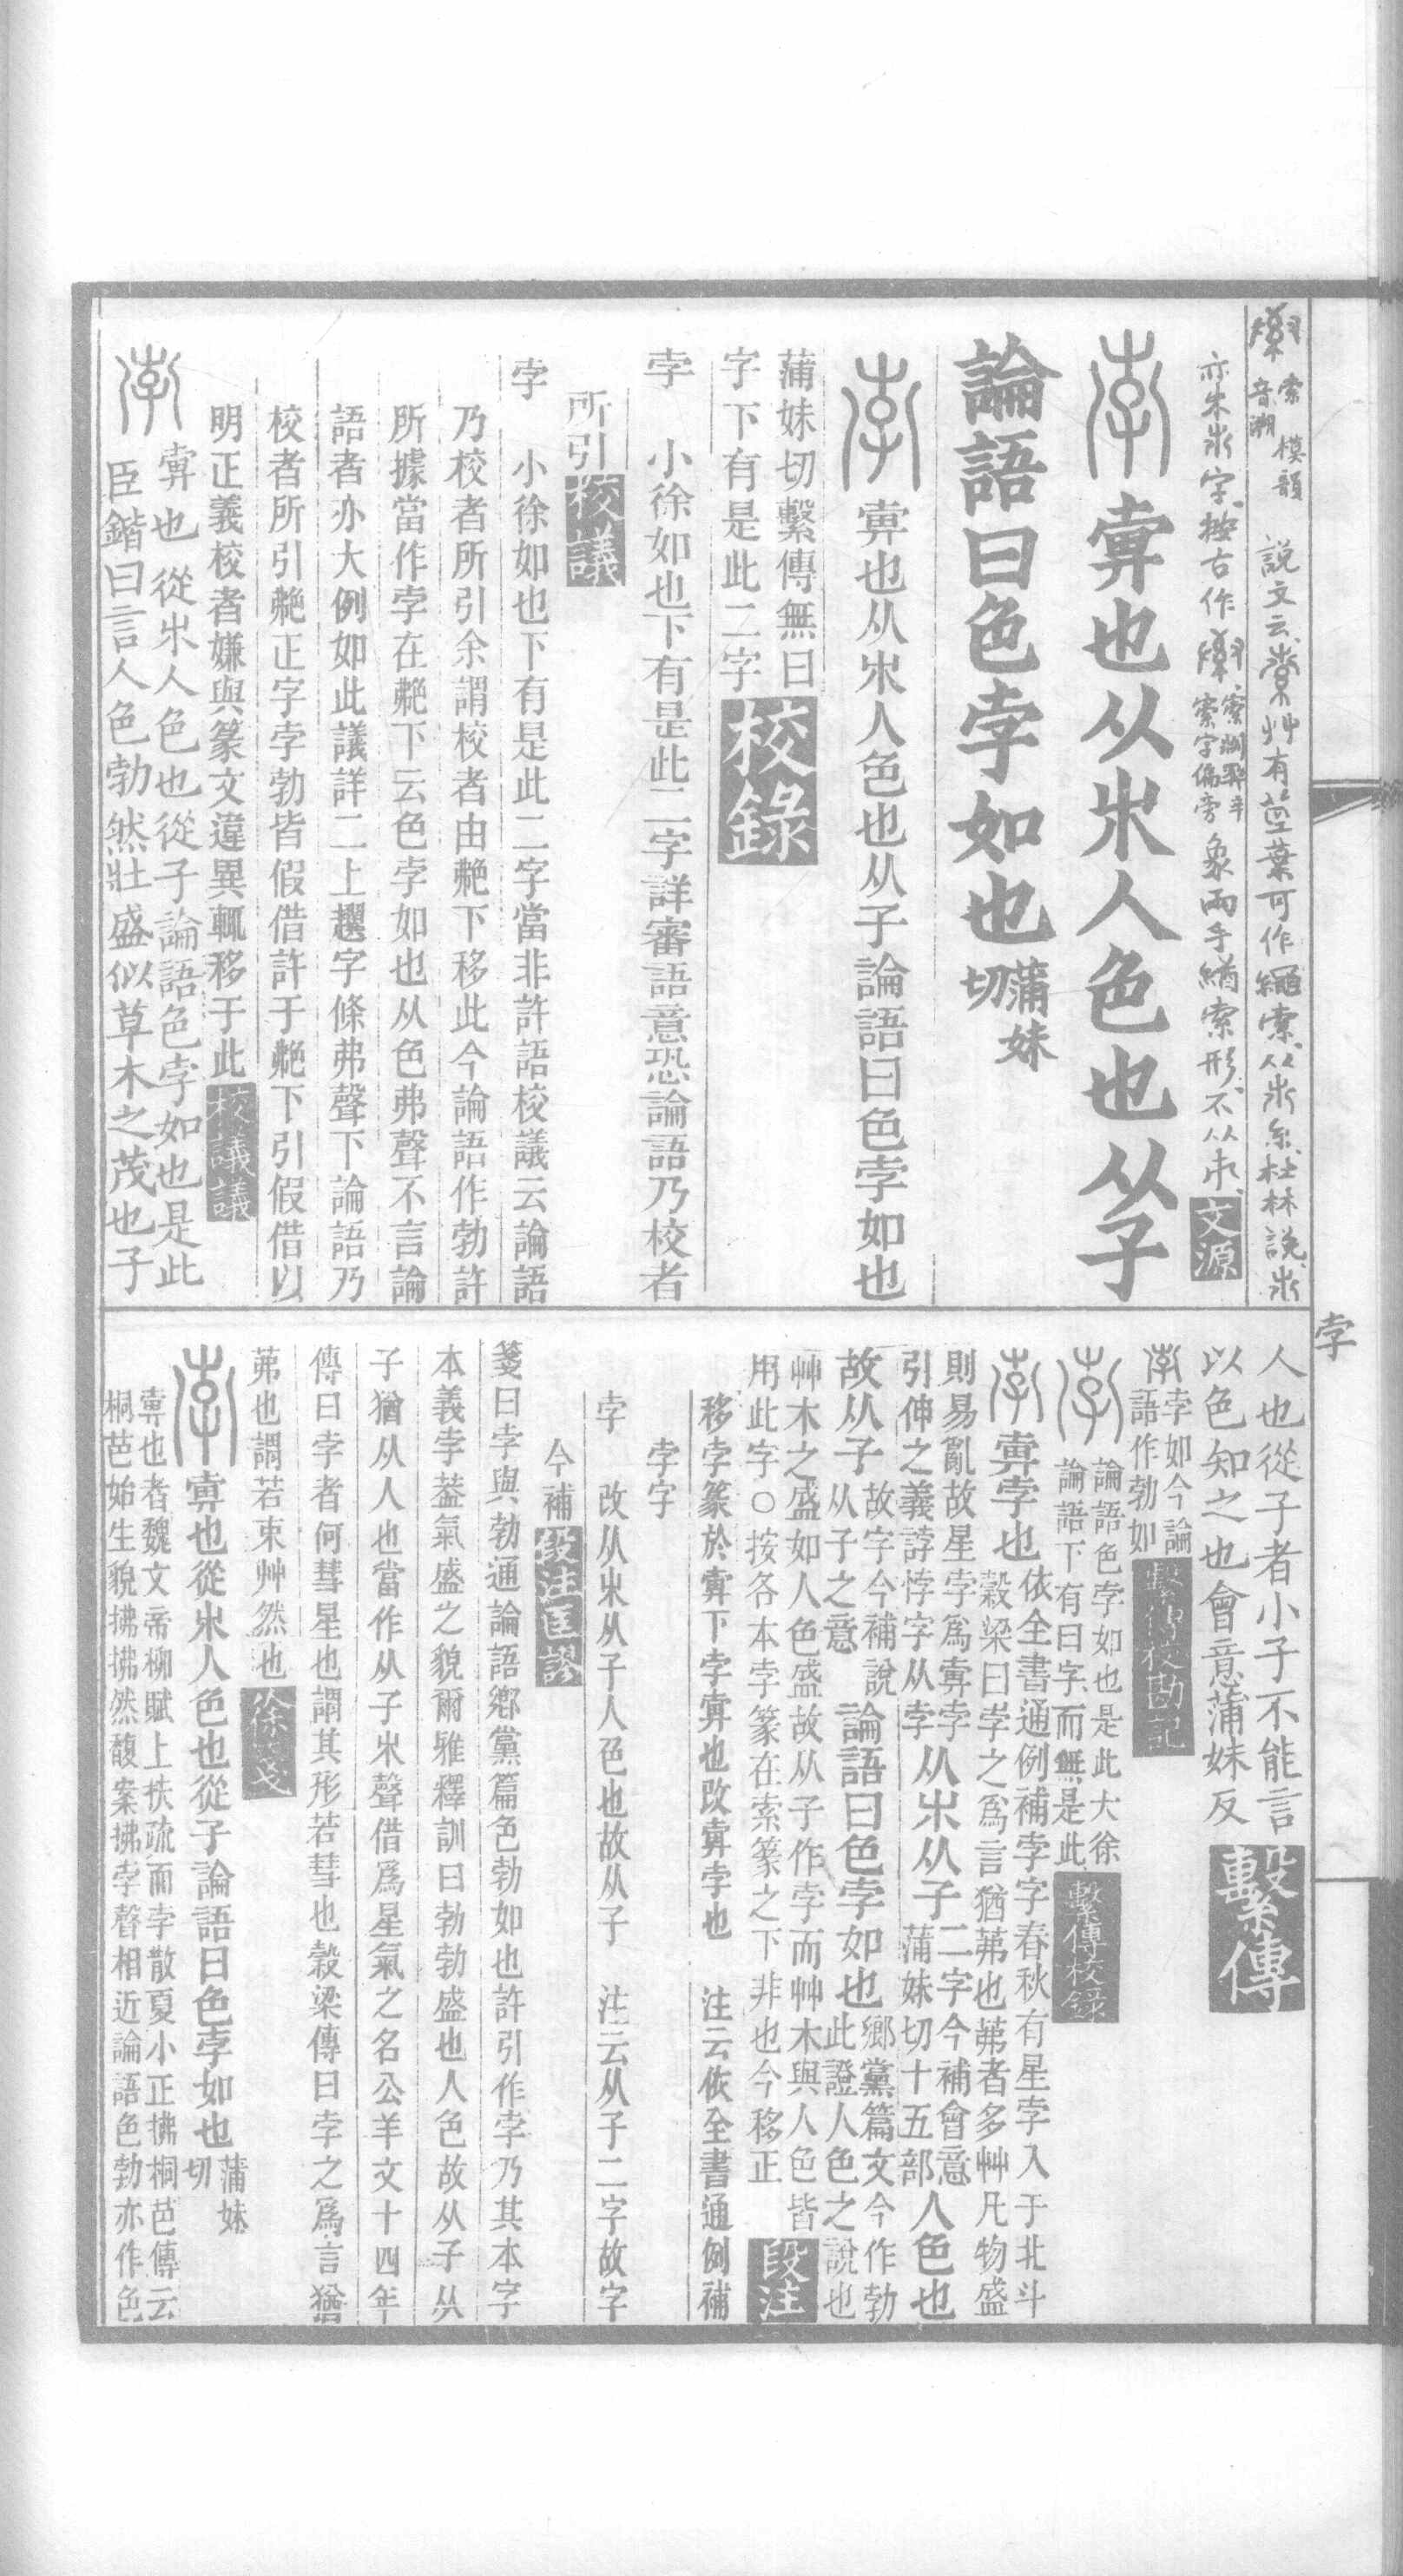 索 模韻
音溯
說文云索艸有莖葉可作繩索从𣎵糸杜林說𣎵
亦朱𣎵字按古作
索字偏旁
象兩手緧索形不从𣎵 文源
𡴘也从𣎵人色也从子
論語曰色孛如也 蒲妹切
𡴘也从𣎵人色也从子論語曰色孛如也
蒲妹切繫傳無曰
字下有是此二字 校錄
孛 小徐如也下有是此二字詳審語意恐論語乃校者
所引 校議
孛 小徐如也下有是此二字當非許語校議云論語
乃校者所引余謂校者由艴下移此今論語作勃許
所據當作孛在艴下云色孛如也从色弗聲不言論
語者亦大例如此議詳二上趩字條弗聲下論語乃
校者所引艴正字孛勃皆假借許于艴下引假借以
明正義校者嫌與篆文違異輒移于此 校議議
𡴘也從𣎵人色也從子論語色孛如也是此
臣鍇曰言人色勃然壯盛似草木之茂也子
孛
人也從子者小子不能言
以色知之也會意蒲妹反 繫傳
孛如今論
語作勃如 繫傳校勘記
論語色孛如也是此大徐
論語下有曰字而無是此 繫傳校錄
𡴘孛也 依全書通例補孛字春秋有星孛入于北斗
穀梁曰孛之爲言猶茀也茀者多艸凡物盛
則易亂故星孛爲𡴘孛
引伸之義誖悖字从孛 从𣎵从子 二字今補會意
蒲妹切十五部 人色也
故从子 故字今補說
从子之意 論語曰色孛如也 鄉黨篇文今作勃
此證人色之說也
艸木之盛如人色盛故从子作孛而艸木與人色皆
用此字○按各本孛篆在索篆之下非也今移正 段注
移孛篆於𡴘下孛𡴘也改𡴘孛也 注云依全書通例補
孛字
孛 改从𣎵从子人色也故从子 注云从子二字故字
今補 段注匡謬
箋曰孛與勃通論語鄉黨篇色勃如也許引作孛乃其本字
本義孛葢氣盛之貌爾雅釋訓曰勃勃盛也人色故从子从
子猶从人也當作从子𣎵聲借爲星氣之名公羊文十四年
傳曰孛者何彗星也謂其形若彗也穀梁傳曰孛之爲言猶
茀也謂若束艸然也 徐箋
𡴘也從𣎵人色也從子論語曰色孛如也 蒲妹切
𡴘也者魏文帝柳賦上扶疏而孛散夏小正拂桐芭傳云
桐芭始生貌拂拂然馥案拂孛聲相近論語色勃亦作色